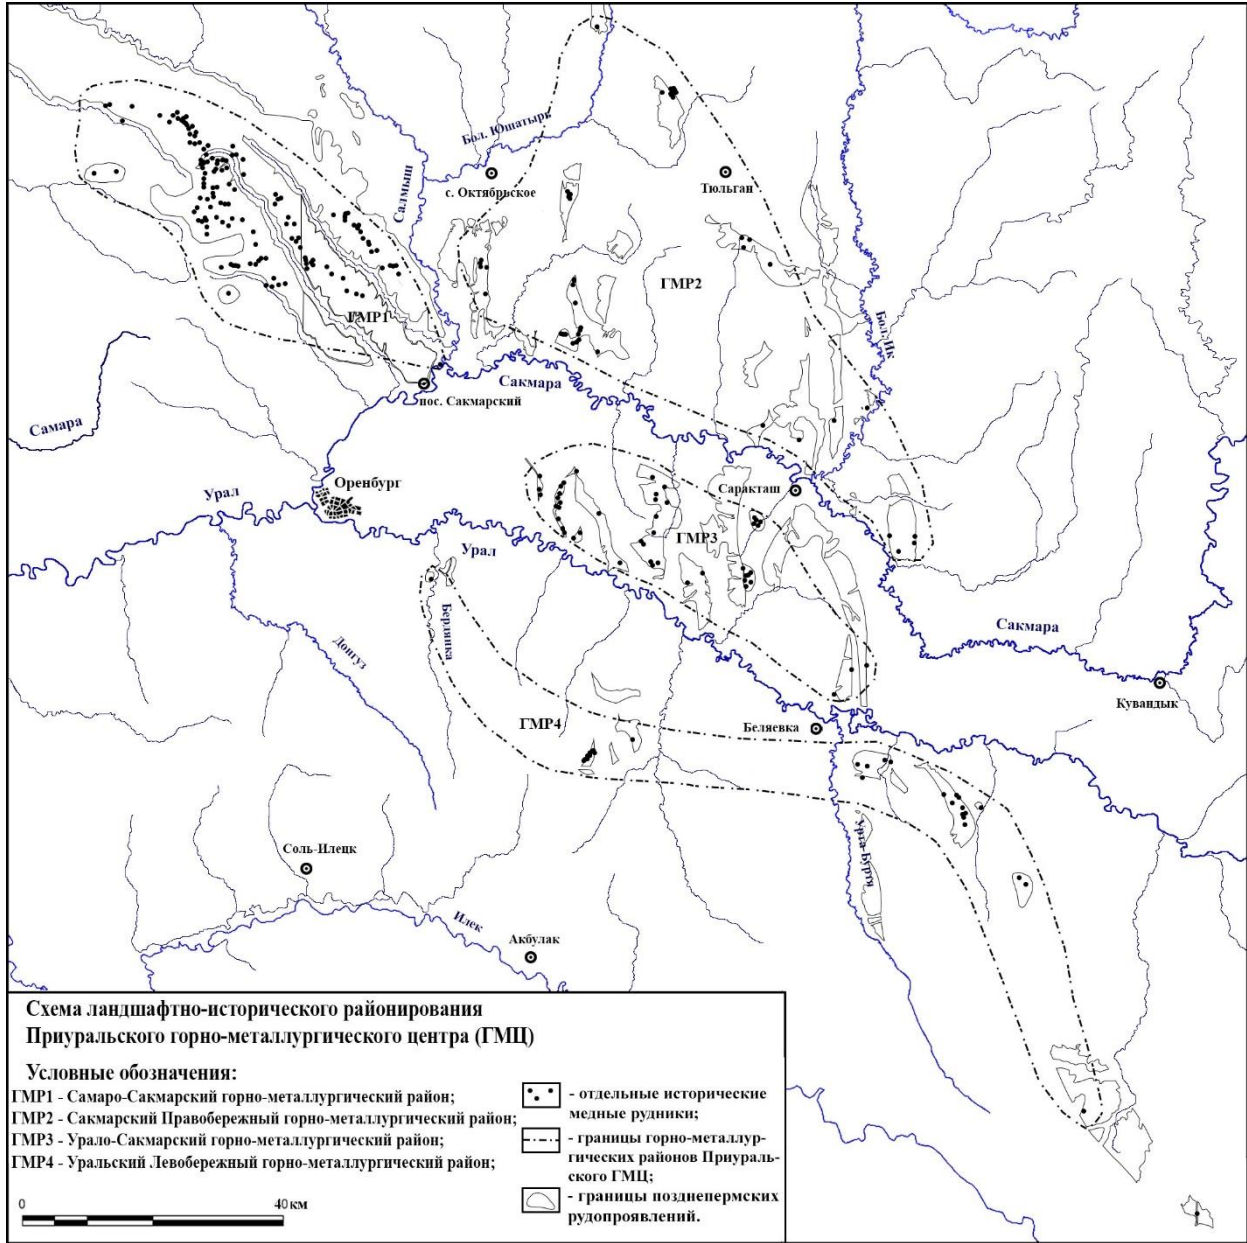 Бол. Юшатырь
с. Октябрьское
Тюльган
Салмыш
ГМР2
ГМР1
Бол. Ик
Сакмара
пос. Сакмарский
Самара
Оренбург
Урал
Саракташ
ГМР3
Урал
Бердянка
Донгуз
Сакмара
Кувандык
ГМР4
Беляевка
Урта-Буртя
Соль-Илецк
Илек
Акбулак
Схема ландшафтно-исторического районирования
Приуральского горно-металлургического центра (ГМЦ)
Условные обозначения:
ГМР1 - Самаро-Сакмарский горно-металлургический район;
ГМР2 - Сакмарский Правобережный горно-металлургический район;
ГМР3 - Урало-Сакмарский горно-металлургический район;
ГМР4 - Уральский Левобережный горно-металлургический район;
- отдельные исторические
медные рудники;
- границы горно-металлур-
гических районов Приураль-
ского ГМЦ;
- границы позднепермских
рудопроявлений.
0 40 км